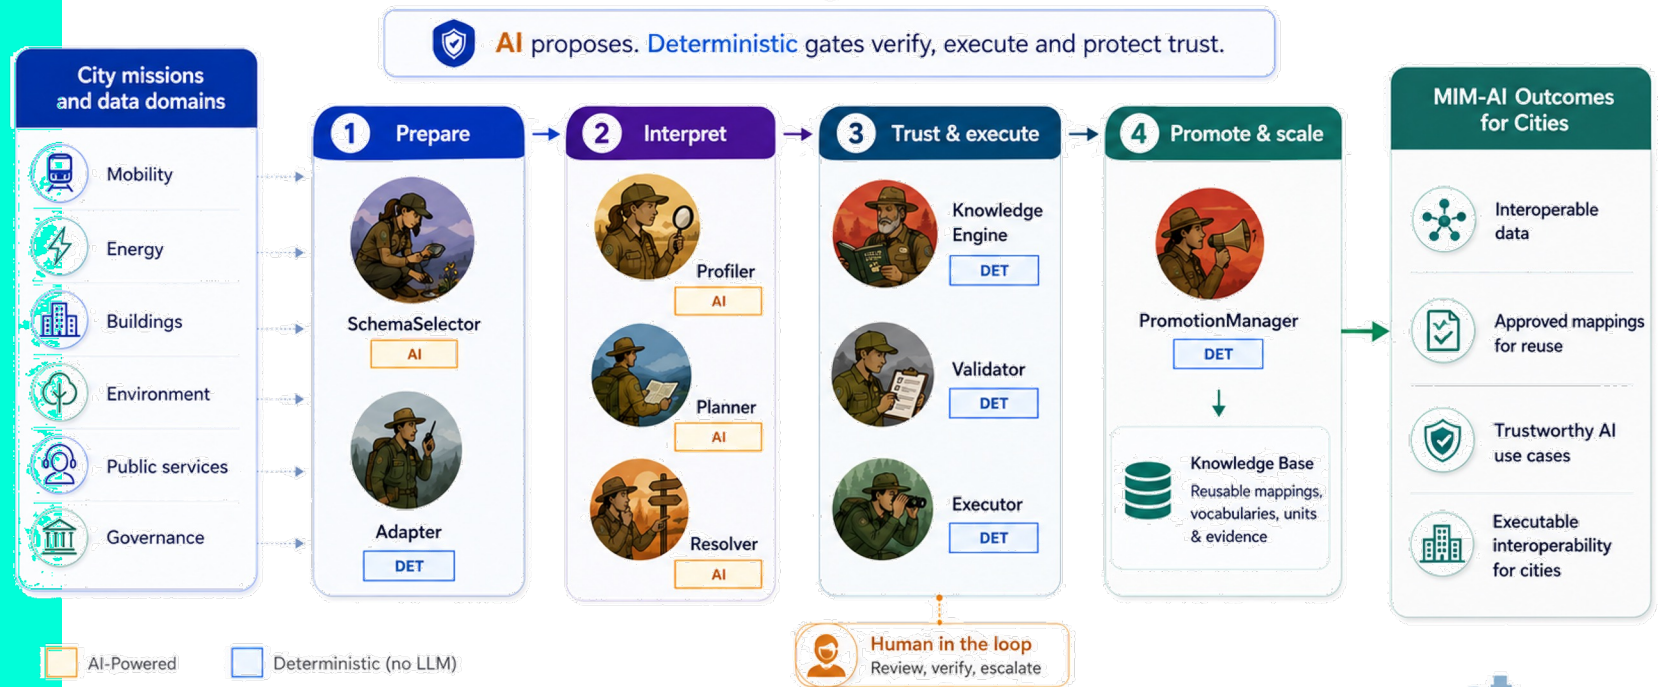 AI proposes. Deterministic gates verify, execute and protect trust.
City missions
and data domains
Mobility
Energy
Buildings
Environment
Public services
Governance
1 Prepare
SchemaSelector
AI
Adapter
DET
2 Interpret
Profiler
AI
Planner
AI
Resolver
AI
3 Trust & execute
Knowledge
Engine
DET
Validator
DET
Executor
DET
Human in the loop
Review, verify, escalate
4 Promote & scale
PromotionManager
DET
Knowledge Base
Reusable mappings,
vocabularies, units
& evidence
MIM-AI Outcomes
for Cities
Interoperable
data
Approved mappings
for reuse
Trustworthy AI
use cases
Executable
interoperability
for cities
AI-Powered
Deterministic (no LLM)